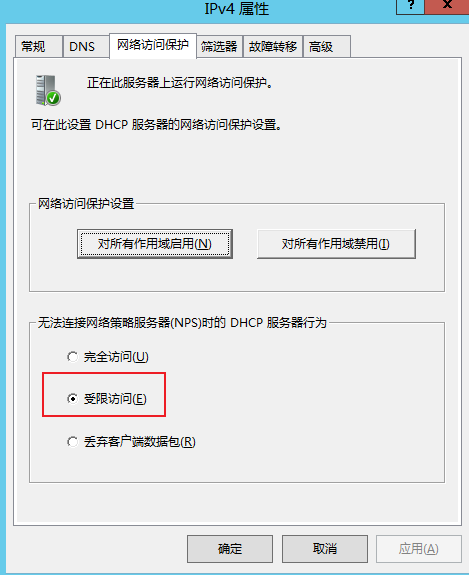 IPv4 属性
?
X
常规
DNS
网络访问保护
筛选器
故障转移
高级
正在此服务器上运行网络访问保护。
可在此设置 DHCP 服务器的网络访问保护设置。
网络访问保护设置
对所有作用域启用(N)
对所有作用域禁用(I)
无法连接网络策略服务器(NPS)时的 DHCP 服务器行为
完全访问(U)
受限访问(E)
丢弃客户端数据包(R)
确定
取消
应用(A)